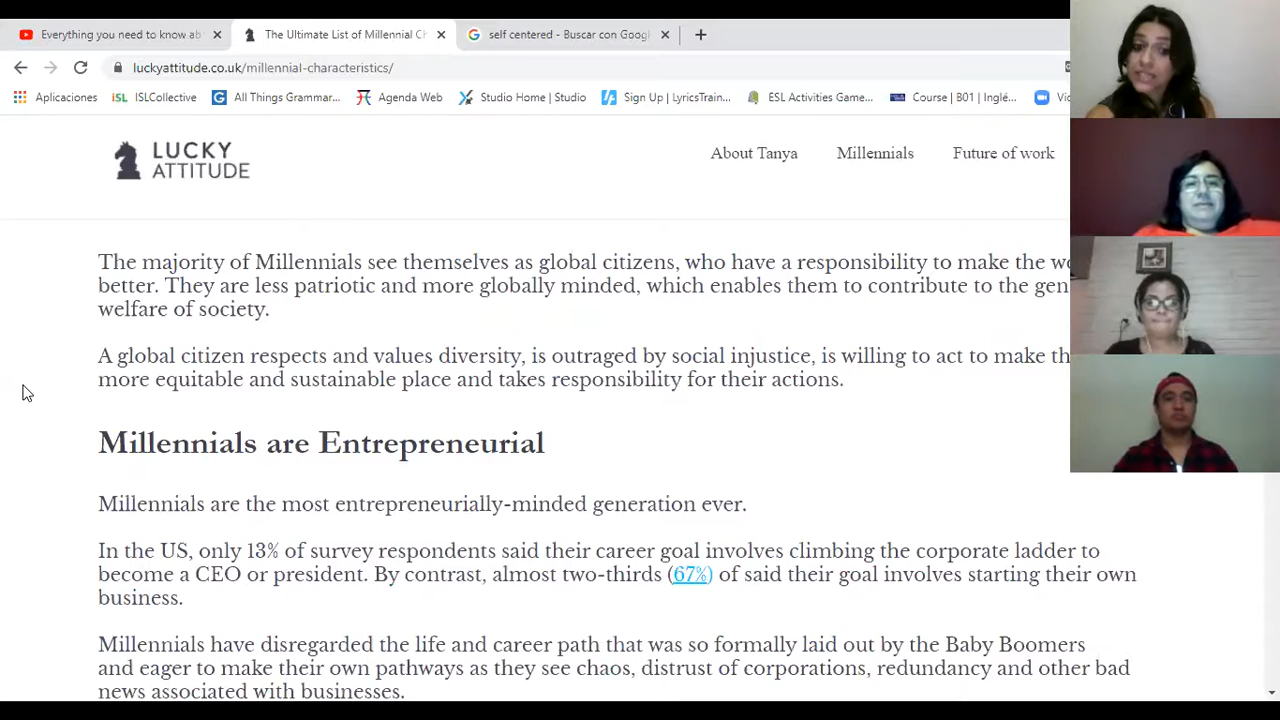 Everything you need to know ab
The Ultimate List of Millennial Ch
self centered - Buscar con Googl
luckyattitude.co.uk/millennial-characteristics/
Aplicaciones
iSL ISLCollective
All Things Grammar...
Agenda Web
Studio Home | Studio
Sign Up | LyricsTrain...
ESL Activities Game...
Course | B01 | Inglé...
LUCKY
ATTITUDE
About Tanya
Millennials
Future of work
The majority of Millennials see themselves as global citizens, who have a responsibility to make the
better. They are less patriotic and more globally minded, which enables them to contribute to the gen
welfare of society.
A global citizen respects and values diversity, is outraged by social injustice, is willing to act to make
more equitable and sustainable place and takes responsibility for their actions.
Millennials are Entrepreneurial
Millennials are the most entrepreneurially-minded generation ever.
In the US, only 13% of survey respondents said their career goal involves climbing the corporate ladder to
become a CEO or president. By contrast, almost two-thirds (67%) of said their goal involves starting their own
business.
Millennials have disregarded the life and career path that was so formally laid out by the Baby Boomers
and eager to make their own pathways as they see chaos, distrust of corporations, redundancy and other bad
news associated with businesses.